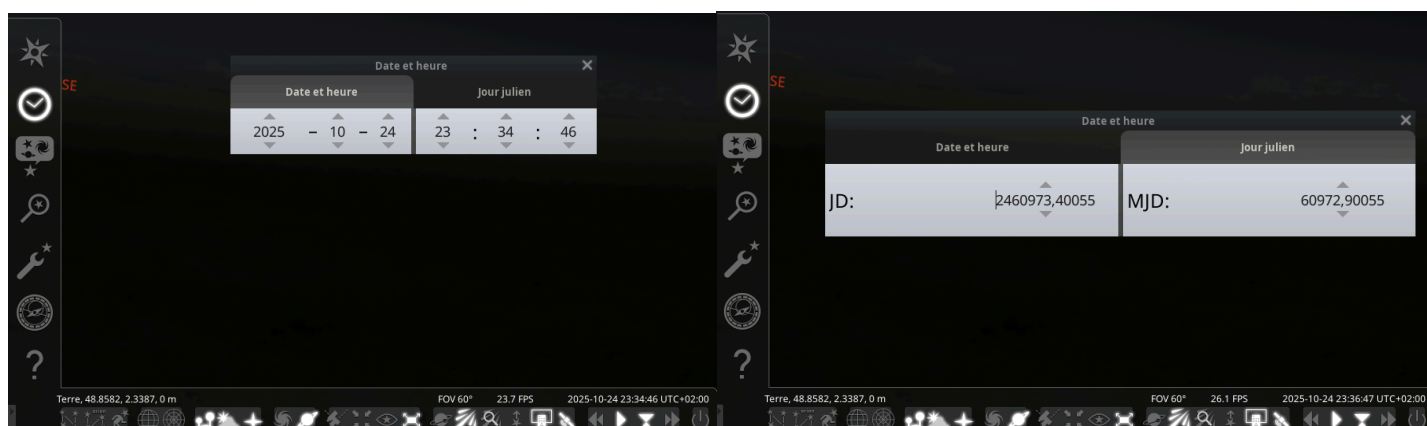 Date et heure
SE
Date et heure
Jour julien
2025 – 10 – 24
23 : 34 : 46
?
Terre, 48.8582, 2.3387, 0 m
FOV 60°
23.7 FPS
2025-10-24 23:34:46 UTC+02:00
SE
Date et heure
Date et heure
Jour julien
JD:
2460973,40055
MJD:
60972,90055
?
Terre, 48.8582, 2.3387, 0 m
FOV 60°
26.1 FPS
2025-10-24 23:36:47 UTC+02:00